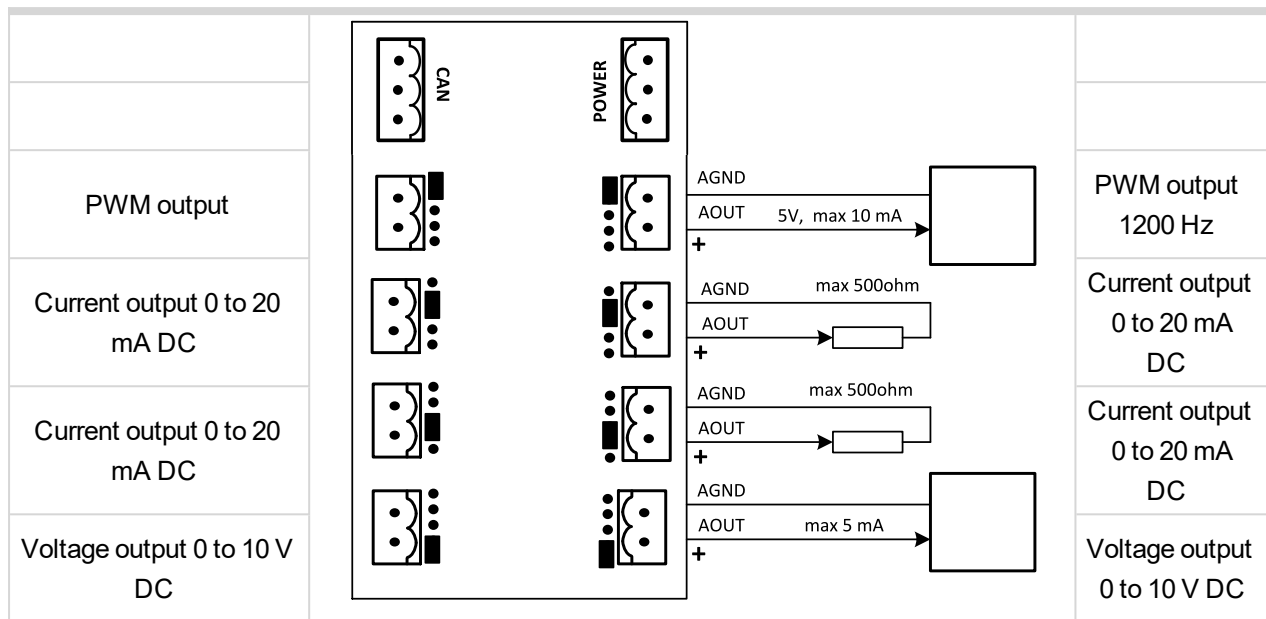 CAN
POWER
PWM output
AGND
AOUT
5V, max 10 mA
+
PWM output
1200 Hz
Current output 0 to 20
mA DC
AGND
max 500ohm
AOUT
+
Current output
0 to 20 mA
DC
Current output 0 to 20
mA DC
AGND
max 500ohm
AOUT
+
Current output
0 to 20 mA
DC
Voltage output 0 to 10 V
DC
AGND
AOUT
max 5 mA
+
Voltage output
0 to 10 V DC